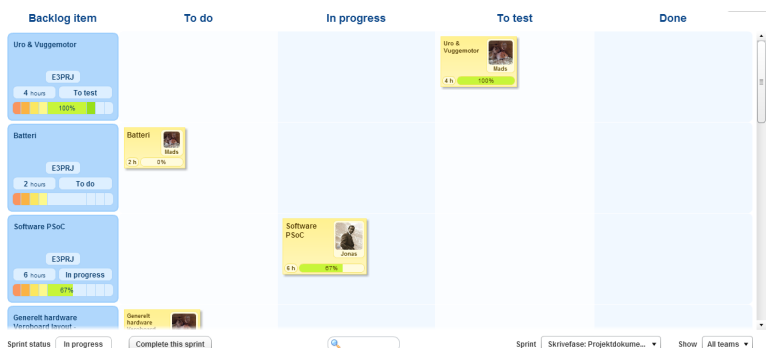 Backlog item
To do
In progress
To test
Done
Uro & Vuggemotor
E3PRJ
4 hours
To test
100%
Uro &
Vuggemotor
Mads
4 h
100%
Batteri
E3PRJ
2 hours
To do
Batteri
Mads
2 h
0%
Software PSoC
E3PRJ
6 hours
In progress
67%
Software
PSoC
Jonas
6 h
67%
Generelt hardware
Veroboard layout -
Generelt
hardware
Veroboard
Sprint status
In progress
Complete this sprint
Sprint
Skrivefase: Projektdokume...
Show
All teams